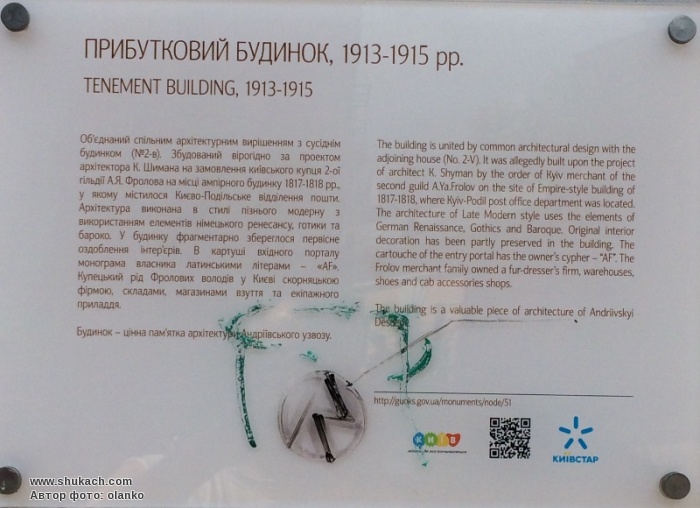 ПРИБУТКОВИЙ БУДИНОК, 1913-1915 рр.
TENEMENT BUILDING, 1913-1915
Об'єднаний спільним архітектурним вирішенням з сусіднім
будинком (№2-в). Збудований вірогідно за проектом
архітектора К. Шимана на замовлення київського купця 2-ої
гільдії А.Я. Фролова на місці ампірного будинку 1817-1818 рр.,
у якому містилося Києво-Подільське відділення пошти.
Архітектура виконана в стилі пізнього модерну з
використанням елементів німецького ренесансу, готики та
бароко. У будинку фрагментарно збереглося первісне
оздоблення інтер'єрів. В картуші вхідного порталу
монограма власника латинськими літерами – «AF».
Купецький рід Фролових володів у Києві скорняцькою
фірмою, складами, магазинами взуття та екіпажного
приладдя.
Будинок – цінна пам'ятка архітектури Андріївського узвозу.
The building is united by common architectural design with the
adjoining house (No. 2-V). It was allegedly built upon the project
of architect K. Shyman by the order of Kyiv merchant of the
second guild A.Ya.Frolov on the site of Empire-style building of
1817-1818, where Kyiv-Podil post office department was located.
The architecture of Late Modern style uses the elements of
German Renaissance, Gothics and Baroque. Original interior
decoration has been partly preserved in the building. The
cartouche of the entry portal has the owner's cypher – "AF". The
Frolov merchant family owned a fur-dresser's firm, warehouses,
shoes and cab accessories shops.
The building is a valuable piece of architecture of Andriivskyi
http://guoks.gov.ua/monuments/node/51
КИЇВ
КИЇВСТАР
www.shukach.com
Автор фото: olanko